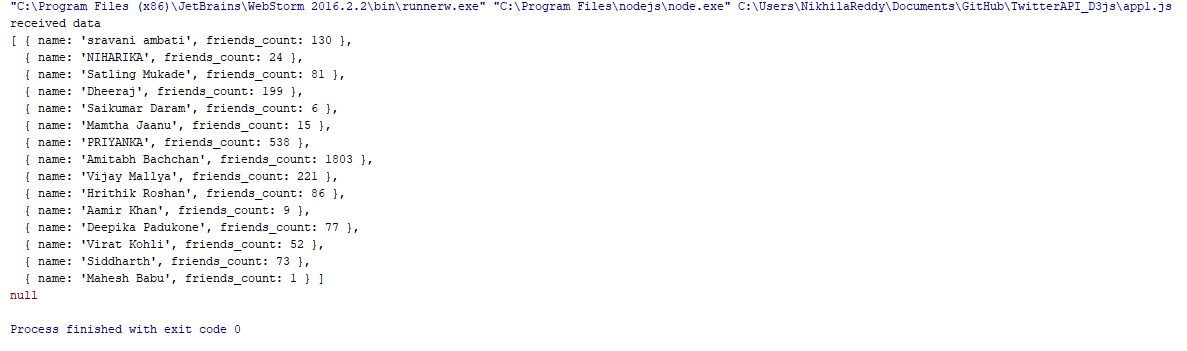 "C:\Program Files (x86)\JetBrains\WebStorm 2016.2.2\bin\runnerw.exe" "C:\Program Files\nodejs\node.exe" C:\Users\NikhilaReddy\Documents\GitHub\TwitterAPI_D3js\app1.js
received data
[ { name: 'sravani ambati', friends_count: 130 },
  { name: 'NIHARIKA', friends_count: 24 },
  { name: 'Satling Mukade', friends_count: 81 },
  { name: 'Dheeraj', friends_count: 199 },
  { name: 'Saikumar Daram', friends_count: 6 },
  { name: 'Mamtha Jaanu', friends_count: 15 },
  { name: 'PRIYANKA', friends_count: 538 },
  { name: 'Amitabh Bachchan', friends_count: 1803 },
  { name: 'Vijay Mallya', friends_count: 221 },
  { name: 'Hrithik Roshan', friends_count: 86 },
  { name: 'Aamir Khan', friends_count: 9 },
  { name: 'Deepika Padukone', friends_count: 77 },
  { name: 'Virat Kohli', friends_count: 52 },
  { name: 'Siddharth', friends_count: 73 },
  { name: 'Mahesh Babu', friends_count: 1 } ]
null
Process finished with exit code 0